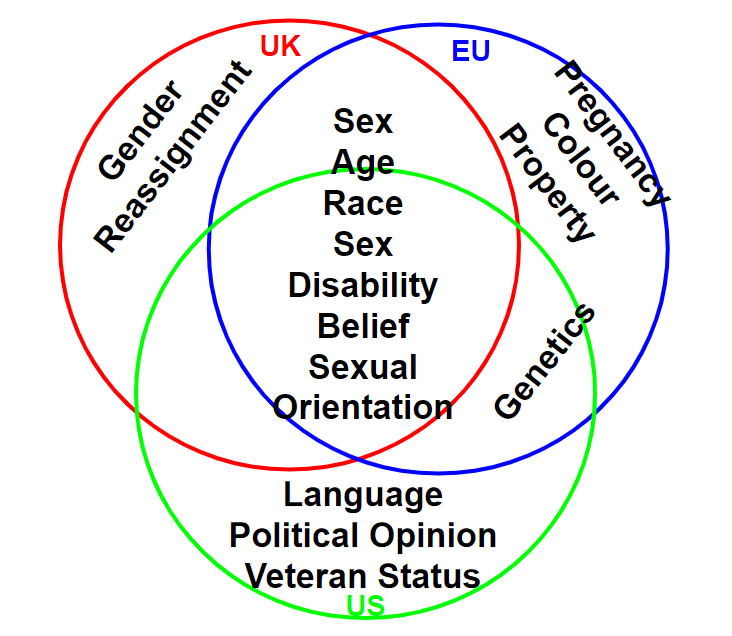 UK
EU
Gender
Reassignment
Sex
Age
Race
Sex
Disability
Belief
Sexual
Orientation
Pregnancy
Colour
Property
Genetics
Language
Political Opinion
Veteran Status
US